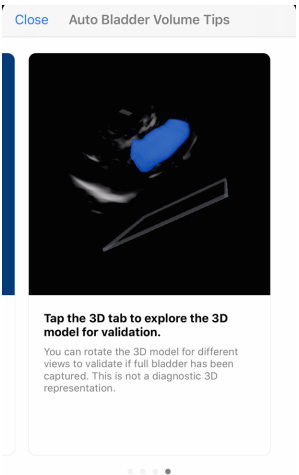 Close Auto Bladder Volume Tips
Tap the 3D tab to explore the 3D
model for validation.
You can rotate the 3D model for different
views to validate if full bladder has been
captured. This is not a diagnostic 3D
representation.